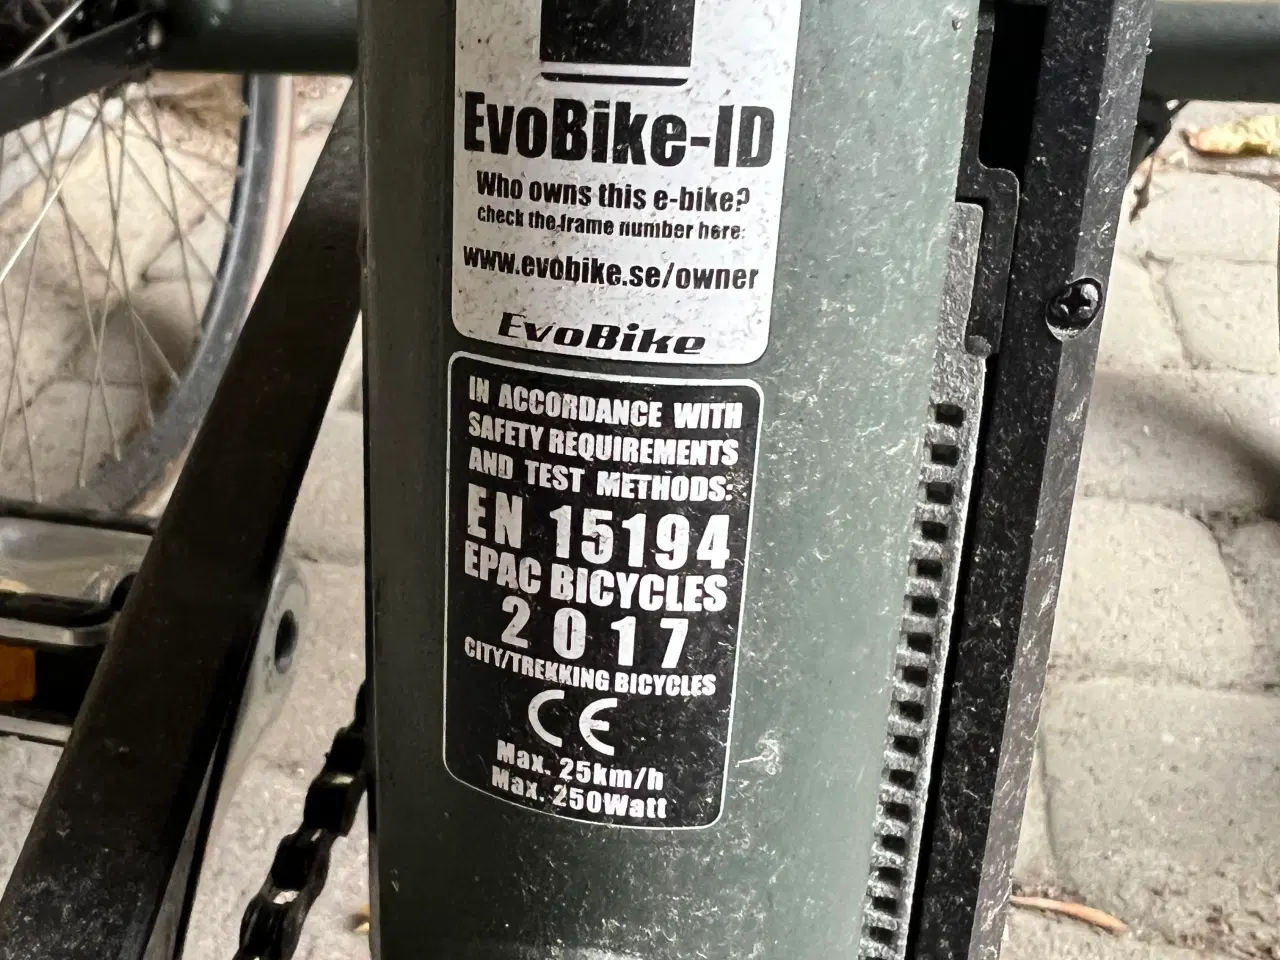 EvoBike-ID
Who owns this e-bike?
check the frame number here:
www.evobike.se/owner
EvoBike
IN ACCORDANCE WITH
SAFETY REQUIREMENTS
AND TEST METHODS:
EN 15194
EPAC BICYCLES
2017
CITY/TREKKING BICYCLES
CE
Max. 25km/h
Max. 250Watt